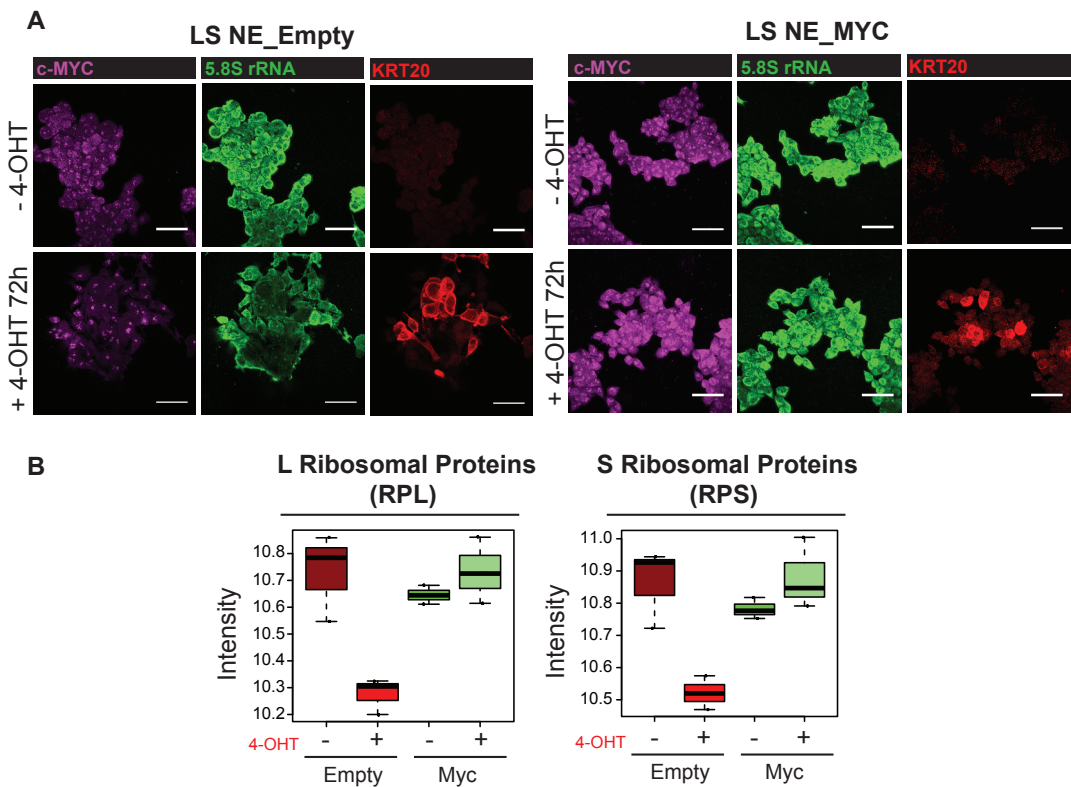 A
LS NE_Empty
LS NE_MYC
c-MYC 5.8S rRNA KRT20
c-MYC 5.8S rRNA KRT20
- 4-OHT
- 4-OHT
+ 4-OHT 72h
+ 4-OHT 72h
B
L Ribosomal Proteins
(RPL)
S Ribosomal Proteins
(RPS)
Intensity
10.8
10.7
10.6
10.5
10.4
10.3
10.2
4-OHT - + - +
Empty Myc
Intensity
11.0
10.9
10.8
10.7
10.6
10.5
4-OHT - + - +
Empty Myc